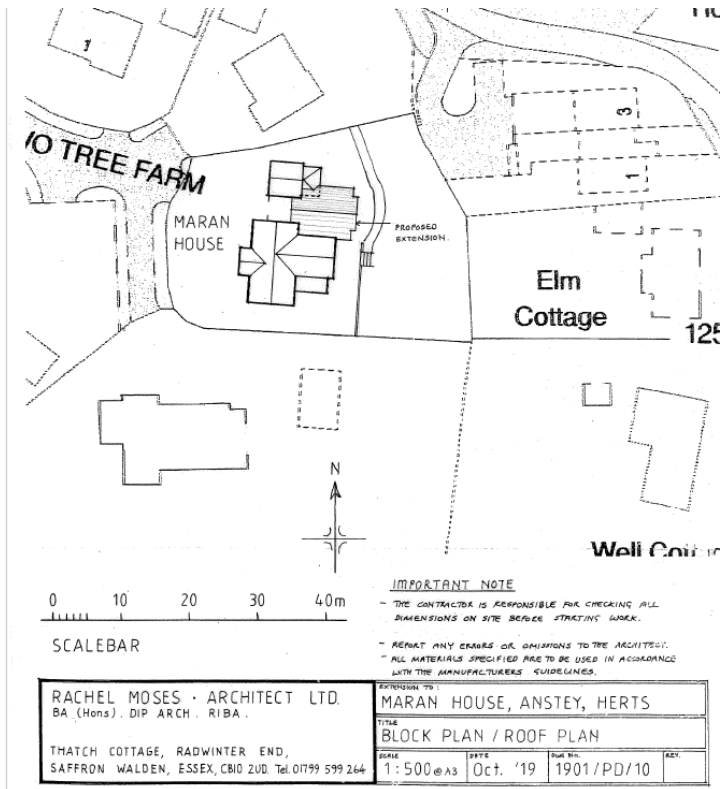 1
WO TREE FARM
MARAN
HOUSE
PROPOSED
EXTENSION.
3
1
Elm
Cottage
125
N
0 10 20 30 40m
SCALEBAR
IMPORTANT NOTE
- THE CONTRACTOR IS RESPONSIBLE FOR CHECKING ALL
DIMENSIONS ON SITE BEFORE STARTING WORK.
- REPORT ANY ERRORS OR OMISSIONS TO THE ARCHITECT.
- ALL MATERIALS SPECIFIED ARE TO BE USED IN ACCORDANCE
WITH THE MANUFACTURERS GUIDELINES.
RACHEL MOSES · ARCHITECT LTD.
BA (Hons). DIP ARCH. RIBA.
THATCH COTTAGE, RADWINTER END,
SAFFRON WALDEN, ESSEX, CB10 2UD. Tel. 01799 599 264
EXTENSION TO:
MARAN HOUSE, ANSTEY, HERTS
TITLE
BLOCK PLAN / ROOF PLAN
SCALE
1:500 @ A3
DATE
Oct. '19
DWG No.
1901/PD/10
REV.
Well